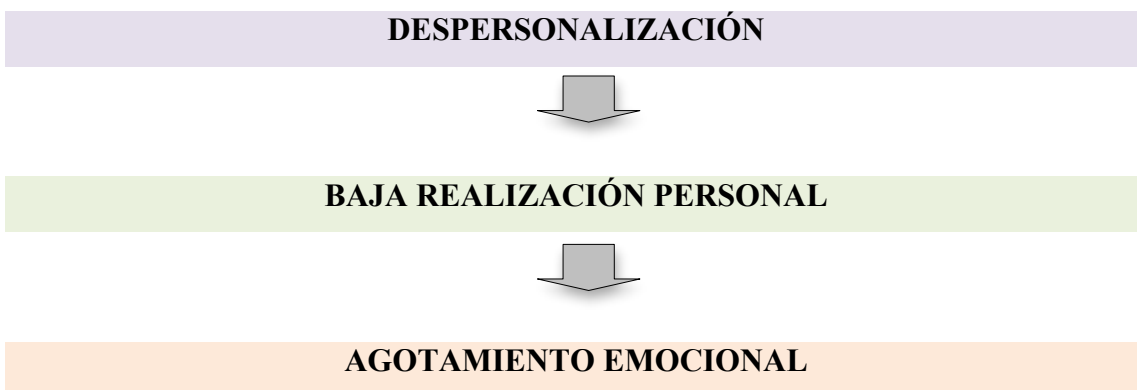 DESPERSONALIZACIÓN
BAJA REALIZACIÓN PERSONAL
AGOTAMIENTO EMOCIONAL